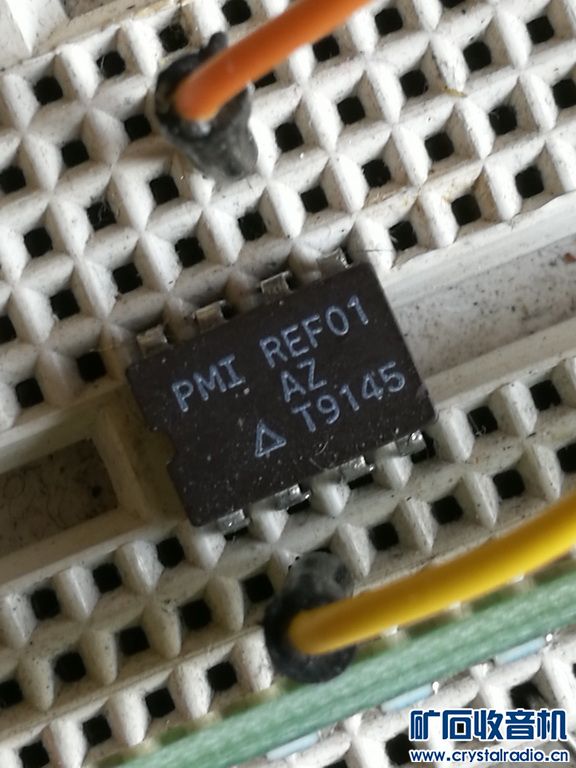 PMI REF01
AZ
△ T9145
矿石收音机
www.crystalradio.cn